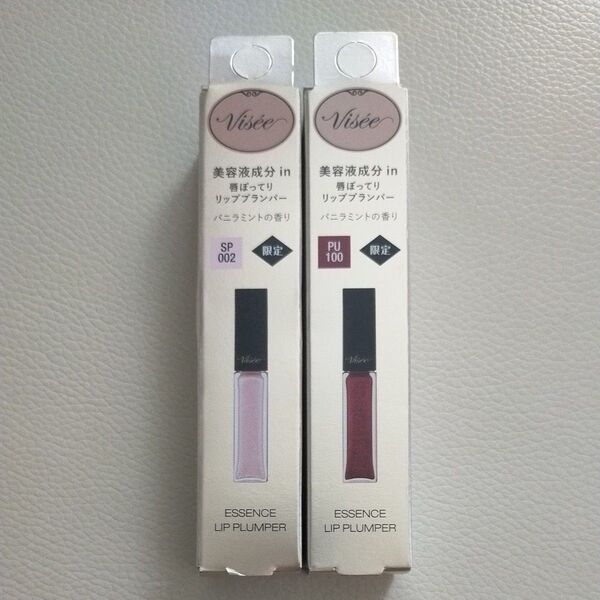 Visée
美容液成分 in
唇ぽってり
リッププランパー
バニラミントの香り
SP
002
限定
Visée
ESSENCE
LIP PLUMPER
Visée
美容液成分 in
唇ぽってり
リッププランパー
バニラミントの香り
PU
100
限定
Visée
ESSENCE
LIP PLUMPER